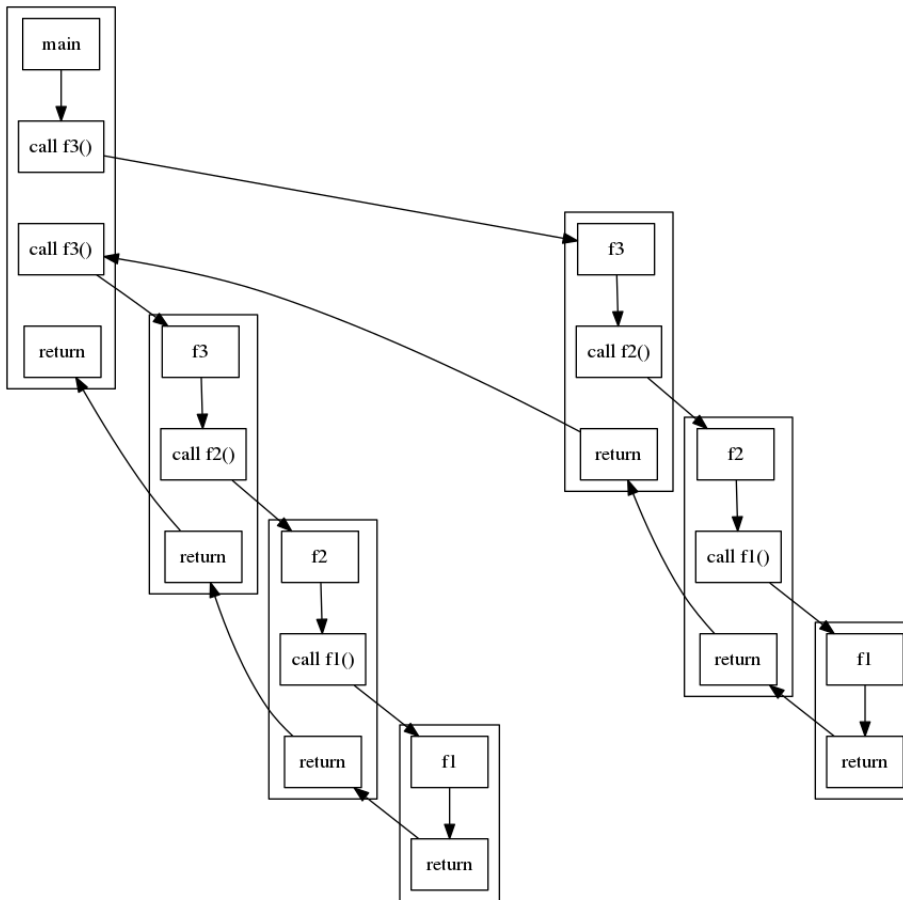 main
call f3()
call f3()
f3
f3
return
call f2()
call f2()
return
f2
return
f2
call f1()
call f1()
return
f1
return
f1
return
return